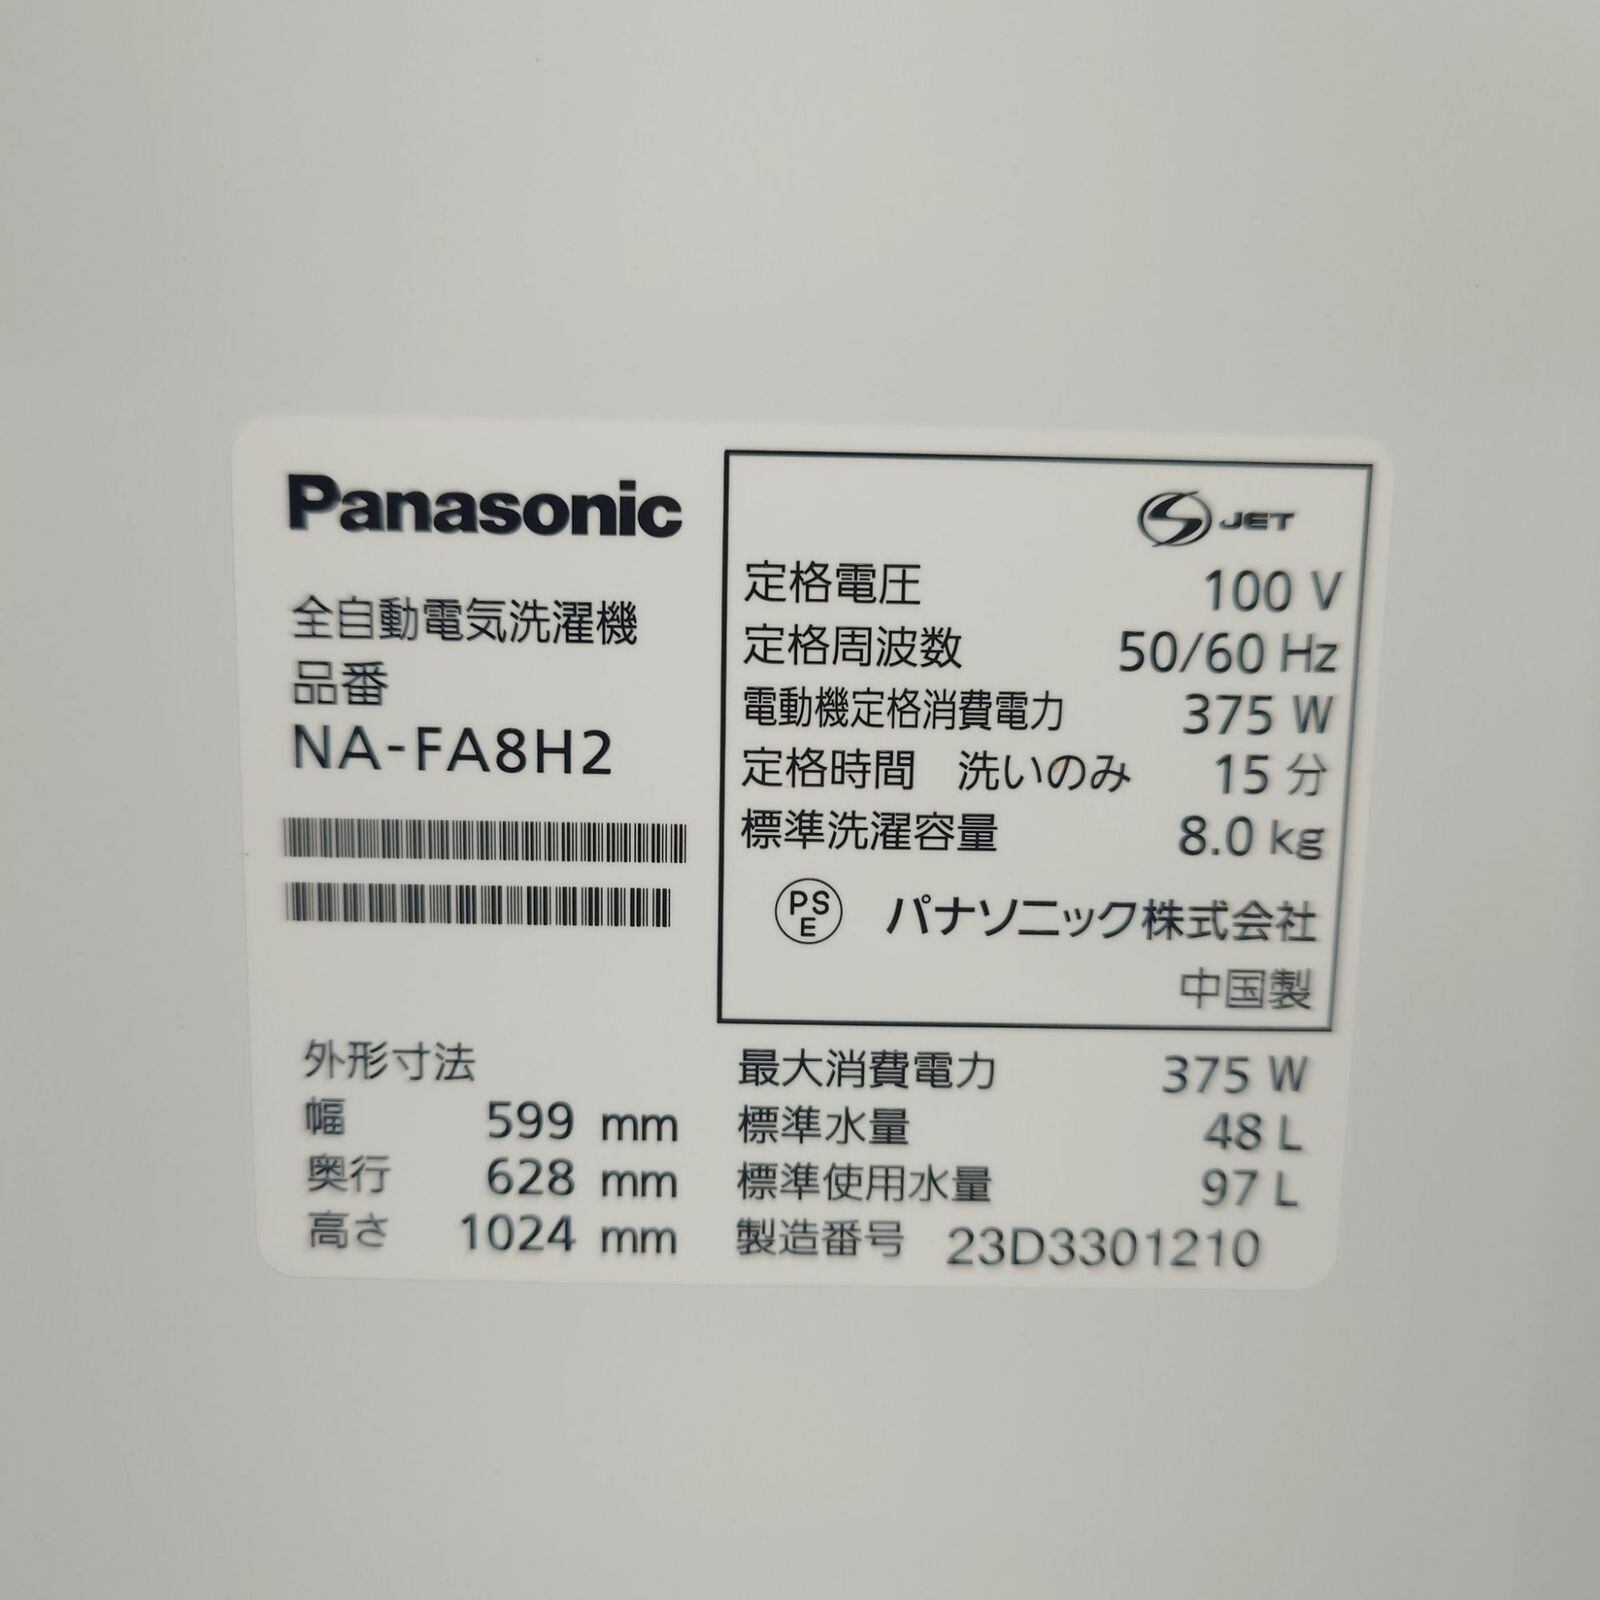 Panasonic
全自動電気洗濯機
品番
NA-FA8H2
S JET
定格電圧 100 V
定格周波数 50/60 Hz
電動機定格消費電力 375 W
定格時間 洗いのみ 15 分
標準洗濯容量 8.0 kg
PS
E
パナソニック株式会社
中国製
外形寸法
幅 599 mm
奥行 628 mm
高さ 1024 mm
最大消費電力 375 W
標準水量 48 L
標準使用水量 97 L
製造番号 23D3301210